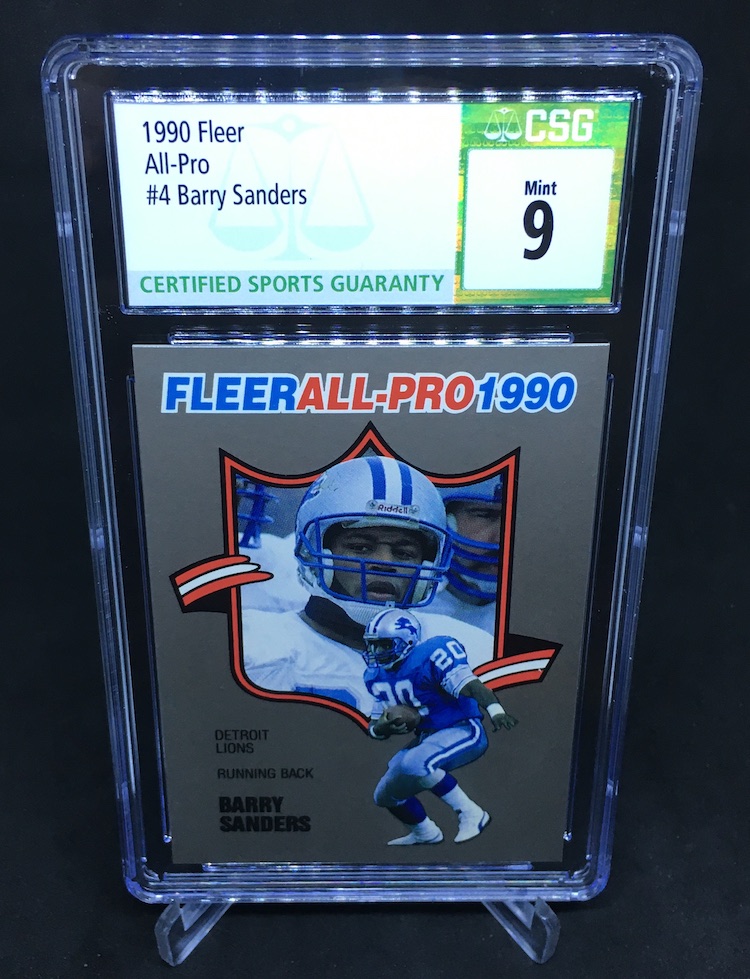 1990 Fleer
All-Pro
#4 Barry Sanders
CERTIFIED SPORTS GUARANTY
CSG
Mint
9
FLEERALL-PRO1990
Riddell
20
20
DETROIT
LIONS
RUNNING BACK
BARRY
SANDERS